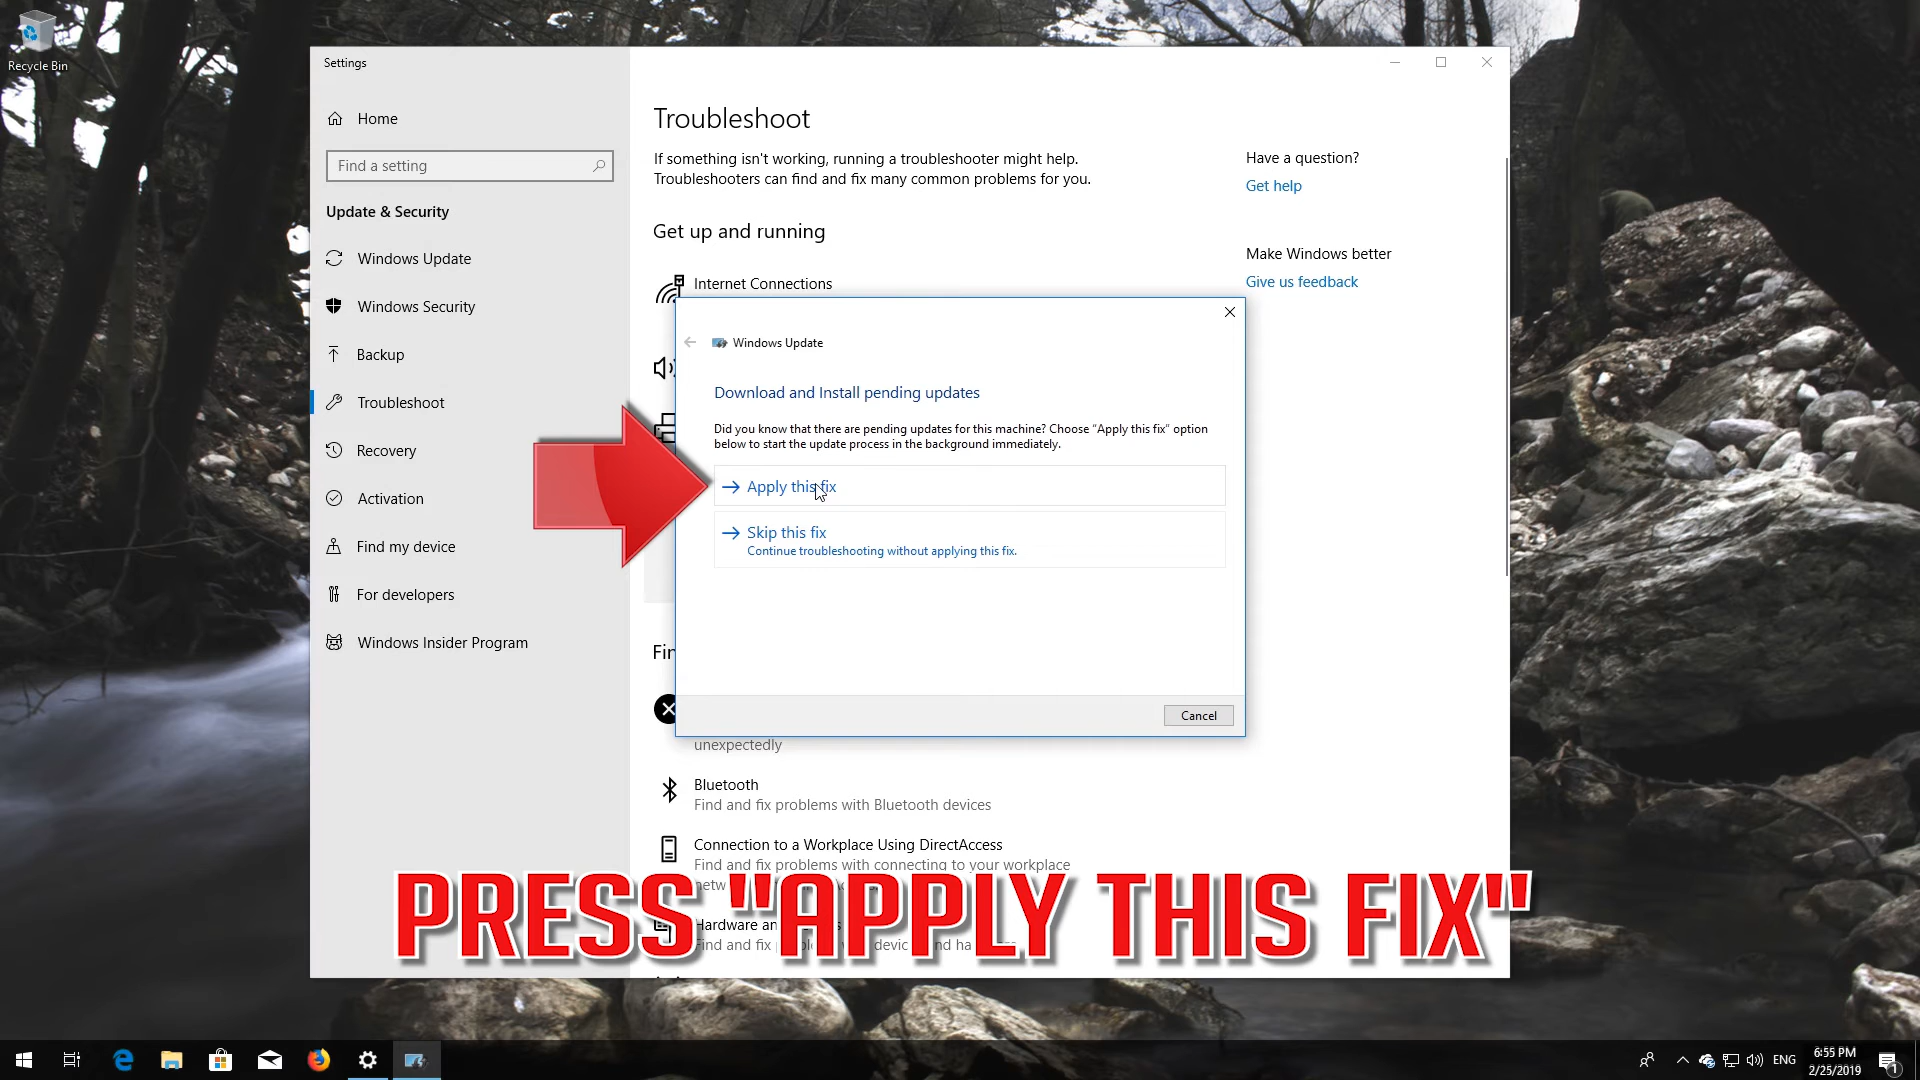 Recycle Bin
Settings
Home
Find a setting
Update & Security
Windows Update
Windows Security
Backup
Troubleshoot
Recovery
Activation
Find my device
For developers
Windows Insider Program
Troubleshoot
If something isn't working, running a troubleshooter might help.
Troubleshooters can find and fix many common problems for you.
Get up and running
Internet Connections
Have a question?
Get help
Make Windows better
Give us feedback
Windows Update
Download and Install pending updates
Did you know that there are pending updates for this machine? Choose "Apply this fix" option
below to start the update process in the background immediately.
Apply this fix
Skip this fix
Continue troubleshooting without applying this fix.
Cancel
unexpectedly
Bluetooth
Find and fix problems with Bluetooth devices
Connection to a Workplace Using DirectAccess
Find and fix problems with connecting to your workplace
Hardware
Find and fix
PRESS "APPLY THIS FIX"
ENG
6:55 PM
2/25/2019
1